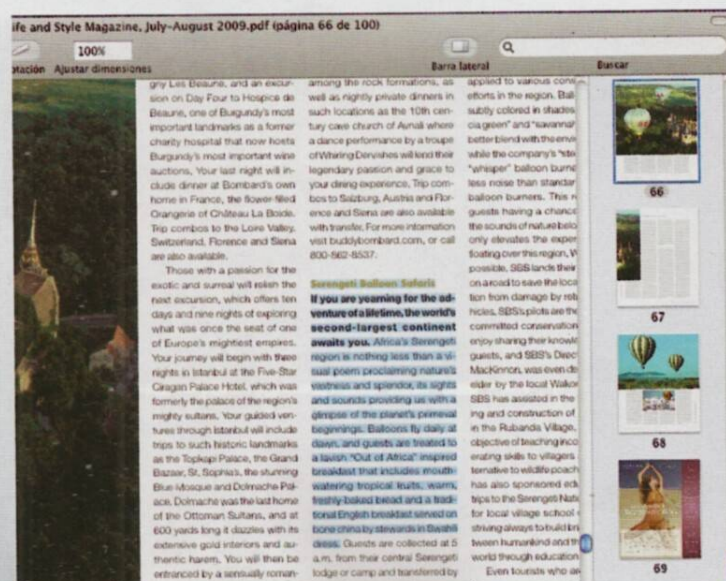 ife and Style Magazine, July-August 2009.pdf (página 66 de 100)
100%
otación Ajustar dimensiones
Barra lateral
Buscar
gny Les Beaune, and an excur-
sion on Day Four to Hospice de
Beaune, one of Burgundy's most
important landmarks as a former
charity hospital that now hosts
Burgundy's most important wine
auctions. Your last night will in-
clude dinner at Bombard's own
home in France, the flower-filled
Orangerie of Château La Borde.
Trip combos to the Loire Valley,
Switzerland, Florence and Siena
are also available.
Those with a passion for the
exotic and surreal will relish the
next excursion, which offers ten
days and nine nights of exploring
what was once the seat of one
of Europe's mightiest empires.
Your journey will begin with three
nights in Istanbul at the Five-Star
Ciragan Palace Hotel, which was
formerly the palace of the region's
mighty sultans. Your guided ven-
tures through Istanbul will include
trips to such historic landmarks
as the Topkapi Palace, the Grand
Bazaar, St. Sophia's, the stunning
Blue Mosque and Dolmache Pal-
ace. Dolmache was the last home
of the Ottoman Sultans, and at
600 yards long it dazzles with its
extensive gold interiors and au-
thentic harem. You will then be
entranced by a sensually roman-
among the rock formations, as
well as nightly private dinners in
such locations as the 10th cen-
tury cave church of Aynali where
a dance performance by a troupe
of Whirling Dervishes will lend their
legendary passion and grace to
your dining experience. Trip com-
bos to Salzburg, Austria and Flor-
ence and Siena are also available
with transfer. For more information
visit buddybombard.com, or call
800-862-8537.
Serengeti Balloon Safaris
If you are yearning for the ad-
venture of a lifetime, the world's
second-largest continent
awaits you. Africa's Serengeti
region is nothing less than a vi-
sual poem proclaiming nature's
vastness and splendor, its sights
and sounds providing us with a
glimpse of the planet's primeval
beginnings. Balloons fly daily at
dawn, and guests are treated to
a lavish "Out of Africa" inspired
breakfast that includes mouth-
watering tropical fruits, warm,
freshly-baked bread and a tradi-
tional English breakfast served on
bone china by stewards in Swahili
dress. Guests are collected at 5
a.m. from their central Serengeti
lodge or camp and transferred by
applied to various cons
efforts in the region. Ball
subtly colored in shades
cia green" and "savannah
better blend with the envi
while the company's
"whisper" balloon burne
less noise than standar
balloon burners. This
guests having a chance
the sounds of nature belo
only elevates the exper
floating over this region. W
possible, SBS lands their
on a road to save the loca
tion from damage by
hicles. SBS's pilots are the
committed conservation
enjoy sharing their knowl
guests, and SBS's Direc
MacKinnon, was even
elder by the local
SBS has assisted in the
ing and construction of
in the Rubanda Village,
objective of teaching inco
erating skills to villagers
ternative to wildlife poach
has also sponsored edu
trips to the Serengeti Nati
for local village school
striving always to build
tween humankind and th
world through education
Even tourists who
66
67
68
69